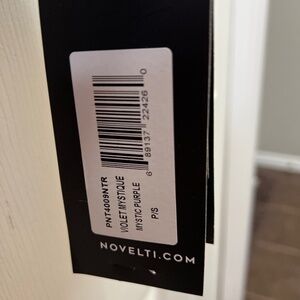 6 89137 22426 0
PNT4009NTR
VIOLET MYSTIQUE
MYSTIC PURPLE
P/S
NOVELTI.COM